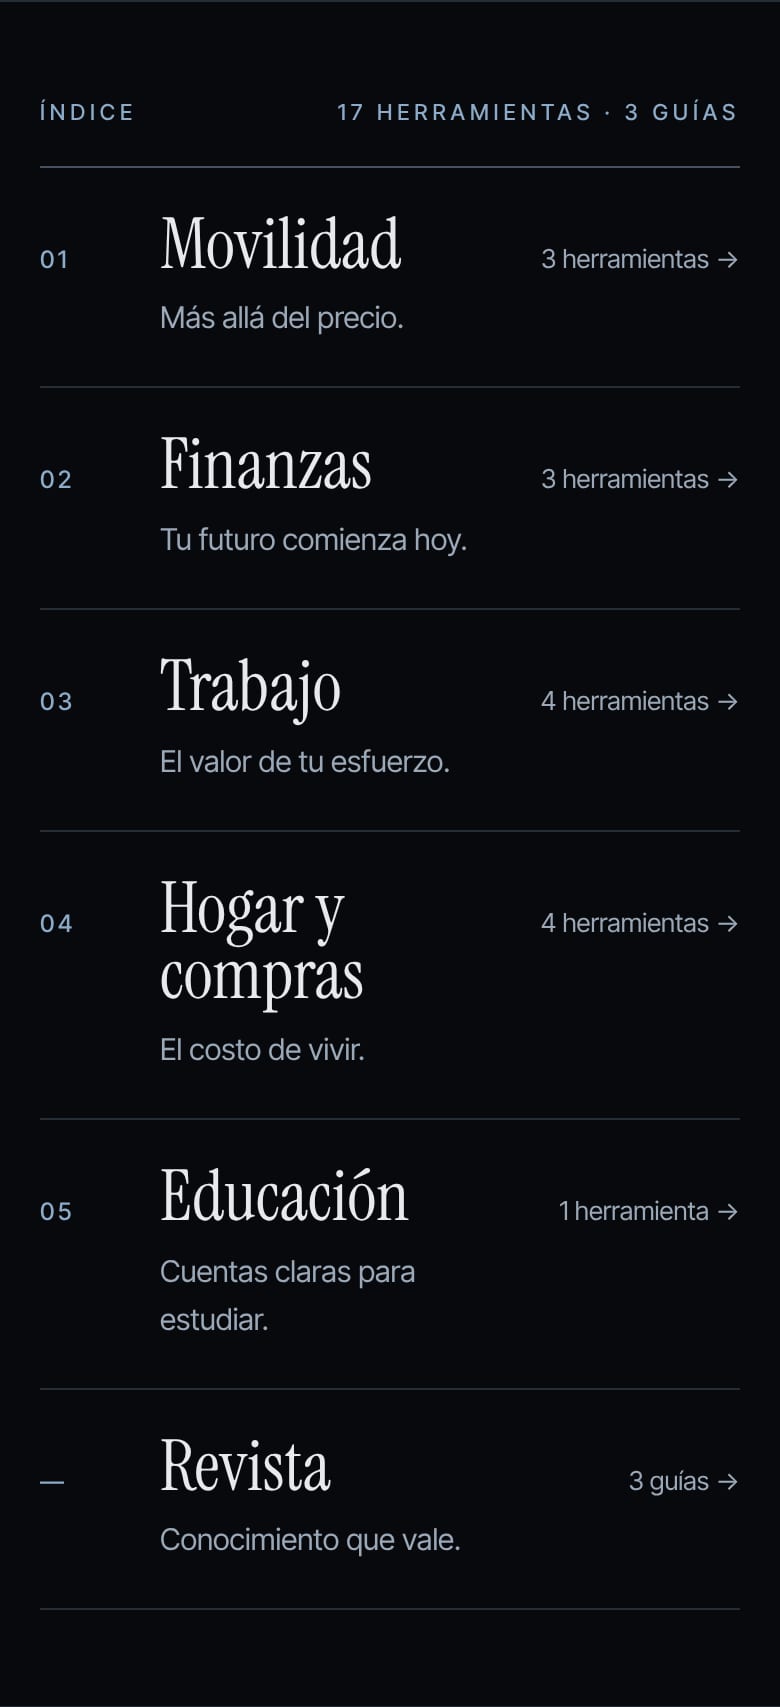 ÍNDICE 17 HERRAMIENTAS · 3 GUÍAS
01 Movilidad 3 herramientas →
Más allá del precio.
02 Finanzas 3 herramientas →
Tu futuro comienza hoy.
03 Trabajo 4 herramientas →
El valor de tu esfuerzo.
04 Hogar y 4 herramientas →
compras
El costo de vivir.
05 Educación 1 herramienta →
Cuentas claras para
estudiar.
— Revista 3 guías →
Conocimiento que vale.